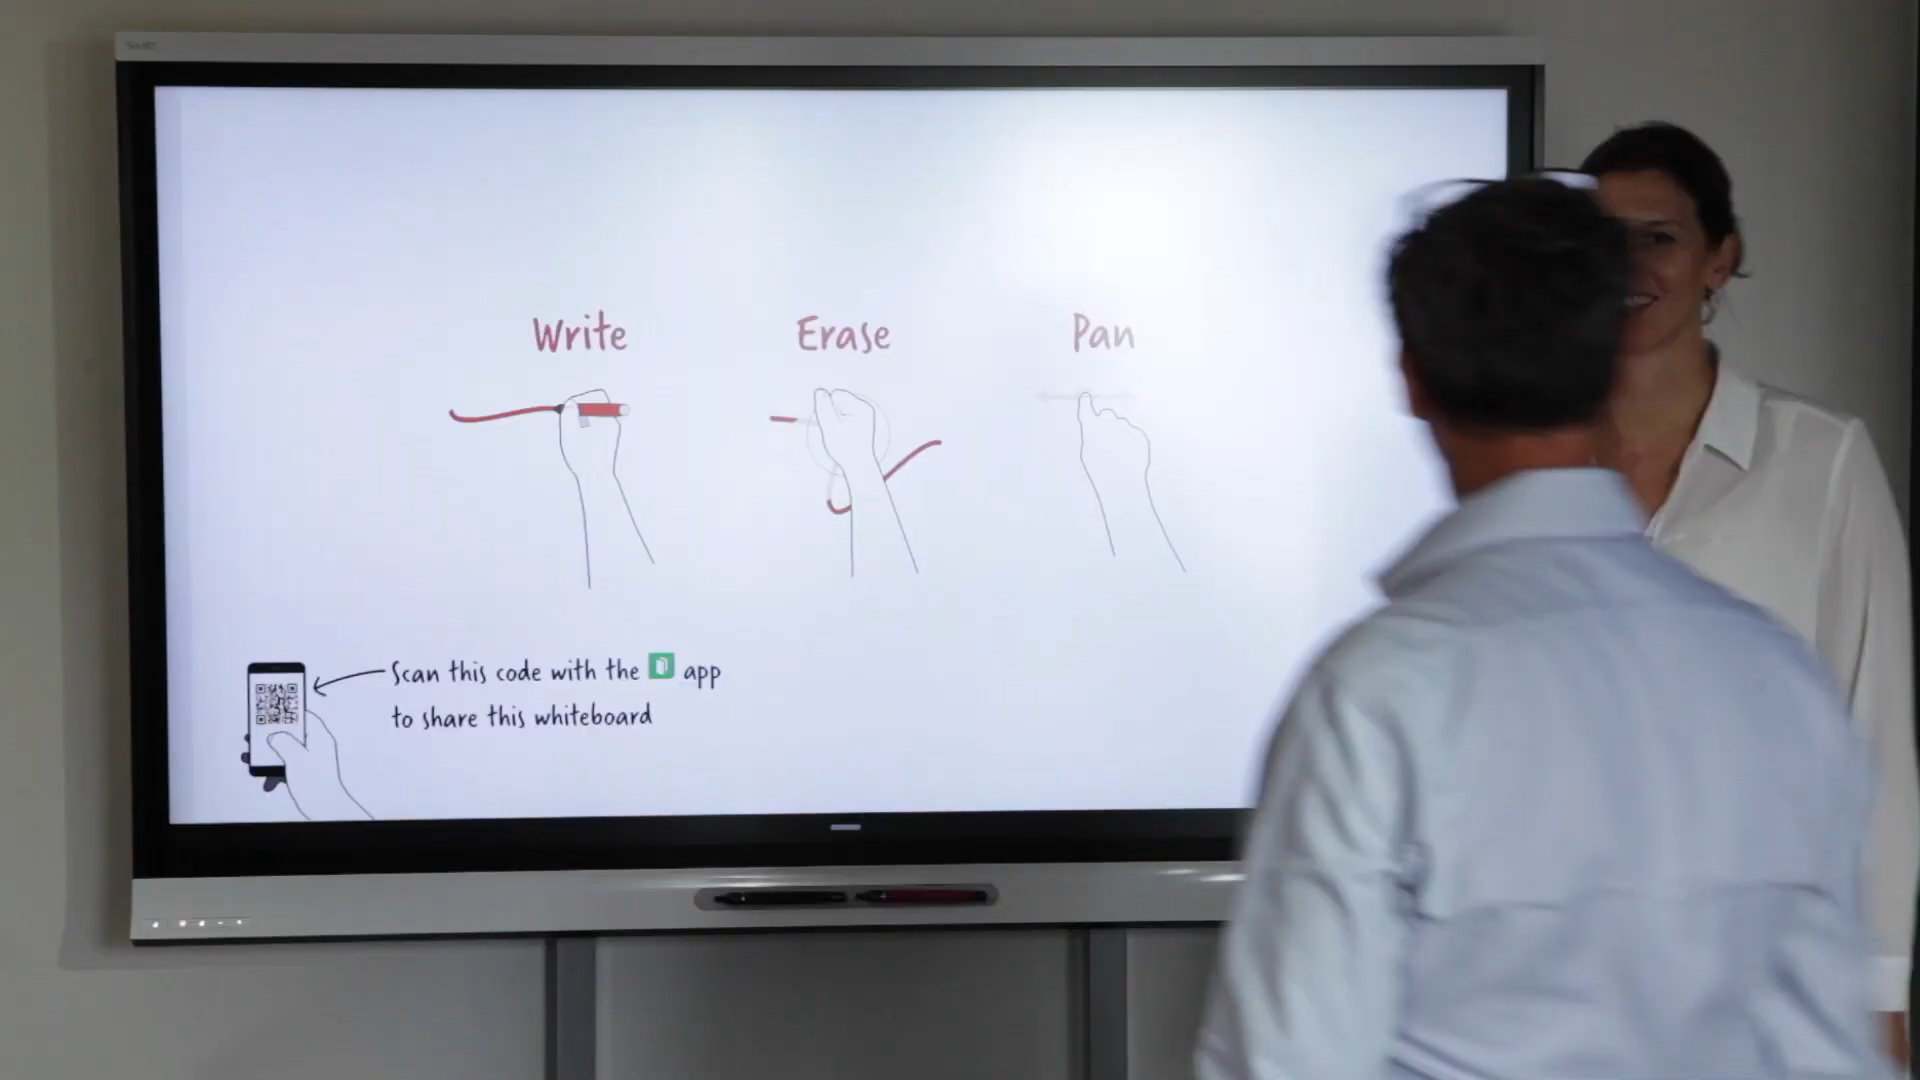 Write
Erase
Pan
Scan this code with the app
to share this whiteboard